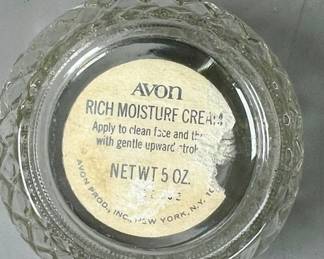 AVON
RICH MOISTURE CREAM
Apply to clean face and
with gentle upward
NET WT 5 OZ.
AVON PROD., INC., NEW YORK, N.Y.